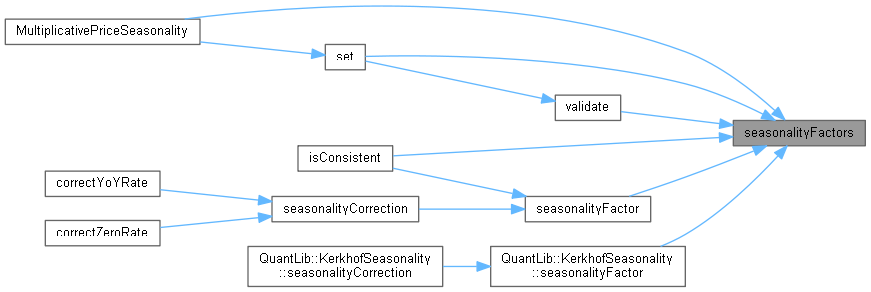 MultiplicativePriceSeasonality
set
validate
seasonalityFactors
isConsistent
correctYoYRate
seasonalityCorrection
seasonalityFactor
correctZeroRate
QuantLib::KerkhofSeasonality
::seasonalityCorrection
QuantLib::KerkhofSeasonality
::seasonalityFactor